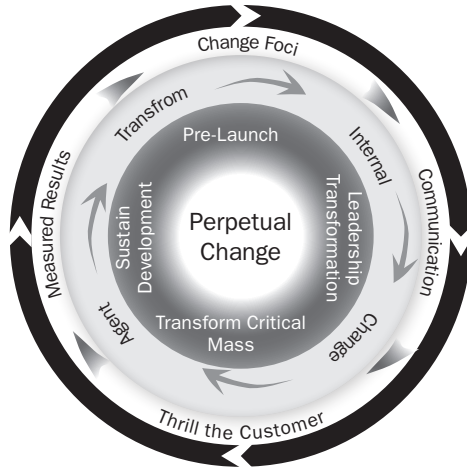 Change Foci
Communication
Thrill the Customer
Measured Results
Transfrom
Internal
Change
Agent
Pre-Launch
Leadership
Transformation
Transform Critical
Mass
Sustain
Development
Perpetual
Change